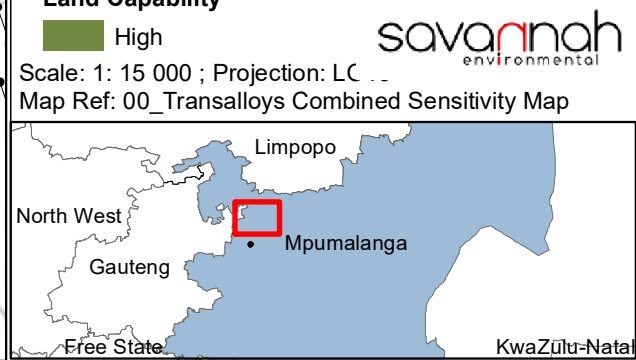 Land Capability
High
savannah
environmental
Scale: 1: 15 000 ; Projection:
Map Ref: 00_Transalloys Combined Sensitivity Map
Limpopo
North West
Mpumalanga
Gauteng
Free State
KwaZulu-Natal